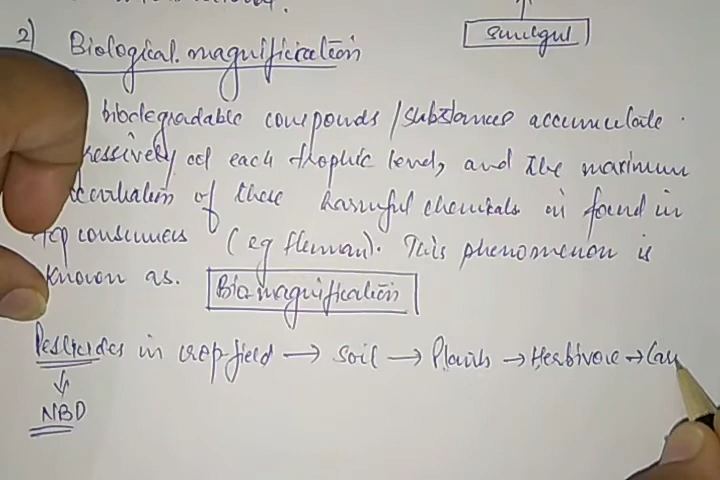 2) Biological magnification
Sunlight
biodegradable compounds/substances accumulate.
ressively at each trophic level, and the maximum
of these harmful chemicals is found in
top consumers (eg Human). This phenomenon is
known as. Biomagnification
Pesticides in crop field → Soil → Plants → Herbivore → Car
NBD